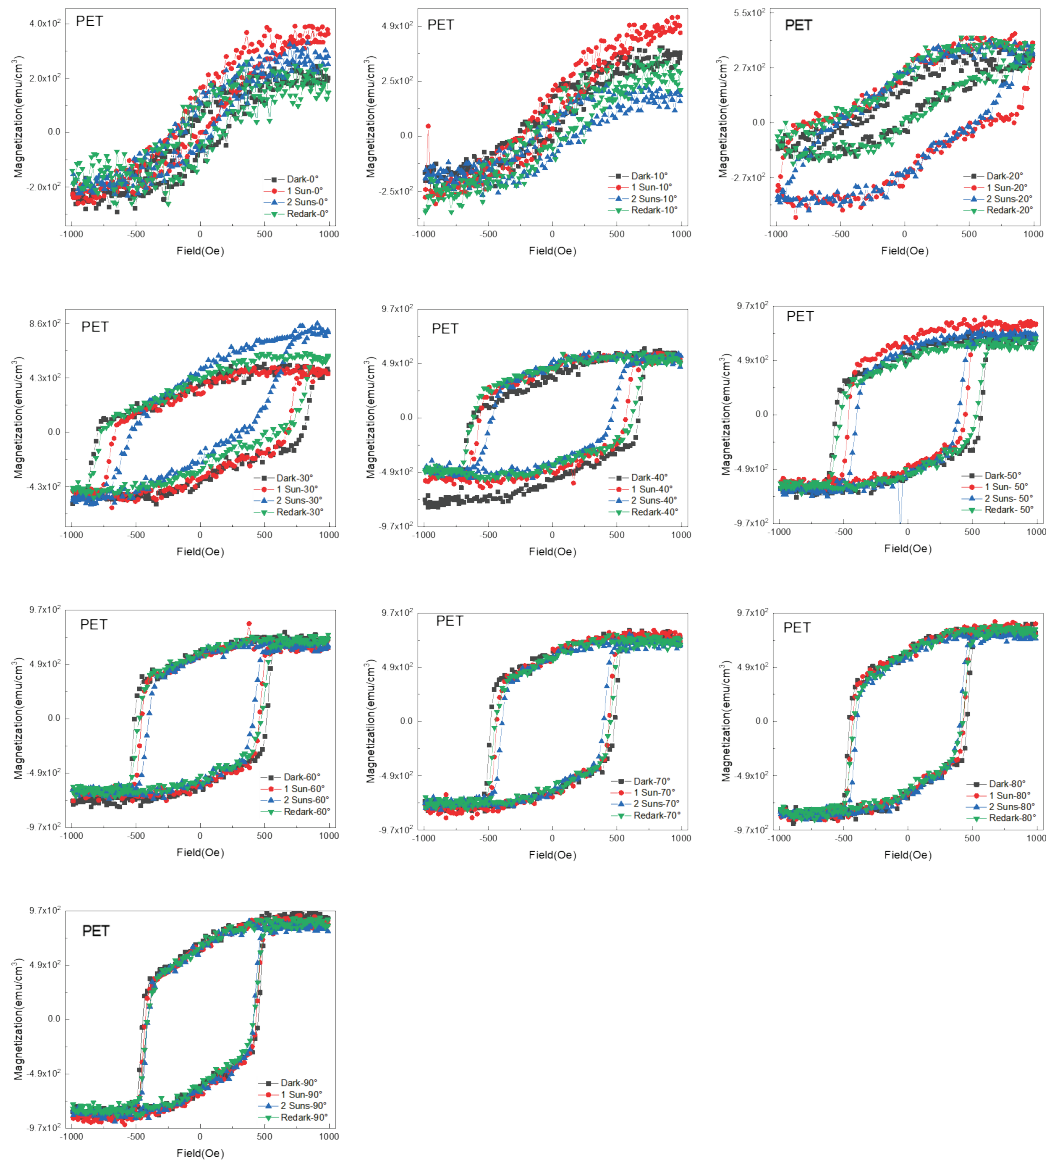 PET
4.0x10²
2.0x10²
0.0
-2.0x10²
Magnetization(emu/cm³)
Dark-0°
1 Sun-0°
2 Suns-0°
Redark-0°
-1000 -500 0 500 1000
Field(Oe)
PET
4.9x10²
2.5x10²
0.0
-2.5x10²
Magnetization(emu/cm³)
Dark-10°
1 Sun-10°
2 Suns-10°
Redark-10°
-1000 -500 0 500 1000
Field(Oe)
PET
5.5x10²
2.7x10²
0.0
-2.7x10²
Magnetization(emu/cm³)
Dark-20°
1 Sun-20°
2 Suns-20°
Redark-20°
-1000 -500 0 500 1000
Field(Oe)
PET
8.6x10²
4.3x10²
0.0
-4.3x10²
Magnetization(emu/cm³)
Dark-30°
1 Sun-30°
2 Suns-30°
Redark-30°
-1000 -500 0 500 1000
Field(Oe)
PET
9.7x10²
4.9x10²
0.0
-4.9x10²
-9.7x10²
Magnetization(emu/cm³)
Dark-40°
1 Sun-40°
2 Suns-40°
Redark-40°
-1000 -500 0 500 1000
Field(Oe)
PET
9.7x10²
4.9x10²
0.0
-4.9x10²
-9.7x10²
Magnetization(emu/cm³)
Dark-50°
1 Sun- 50°
2 Suns- 50°
Redark- 50°
-1000 -500 0 500 1000
Field(Oe)
PET
9.7x10²
4.9x10²
0.0
-4.9x10²
-9.7x10²
Magnetization(emu/cm³)
Dark-60°
1 Sun-60°
2 Suns-60°
Redark-60°
-1000 -500 0 500 1000
Field(Oe)
PET
9.7x10²
4.9x10²
0.0
-4.9x10²
-9.7x10²
Magnetizatiion(emu/cm³)
Dark-70°
1 Sun-70°
2 Suns-70°
Redark-70°
-1000 -500 0 500 1000
Field(Oe)
PET
9.7x10²
4.9x10²
0.0
-4.9x10²
-9.7x10²
Magnetization(emu/cm³)
Dark-80°
1 Sun-80°
2 Suns-80°
Redark-80°
-1000 -500 0 500 1000
Field(Oe)
PET
9.7x10²
4.9x10²
0.0
-4.9x10²
-9.7x10²
Magnetization(emu/cm³)
Dark-90°
1 Sun-90°
2 Suns-90°
Redark-90°
-1000 -500 0 500 1000
Field(Oe)